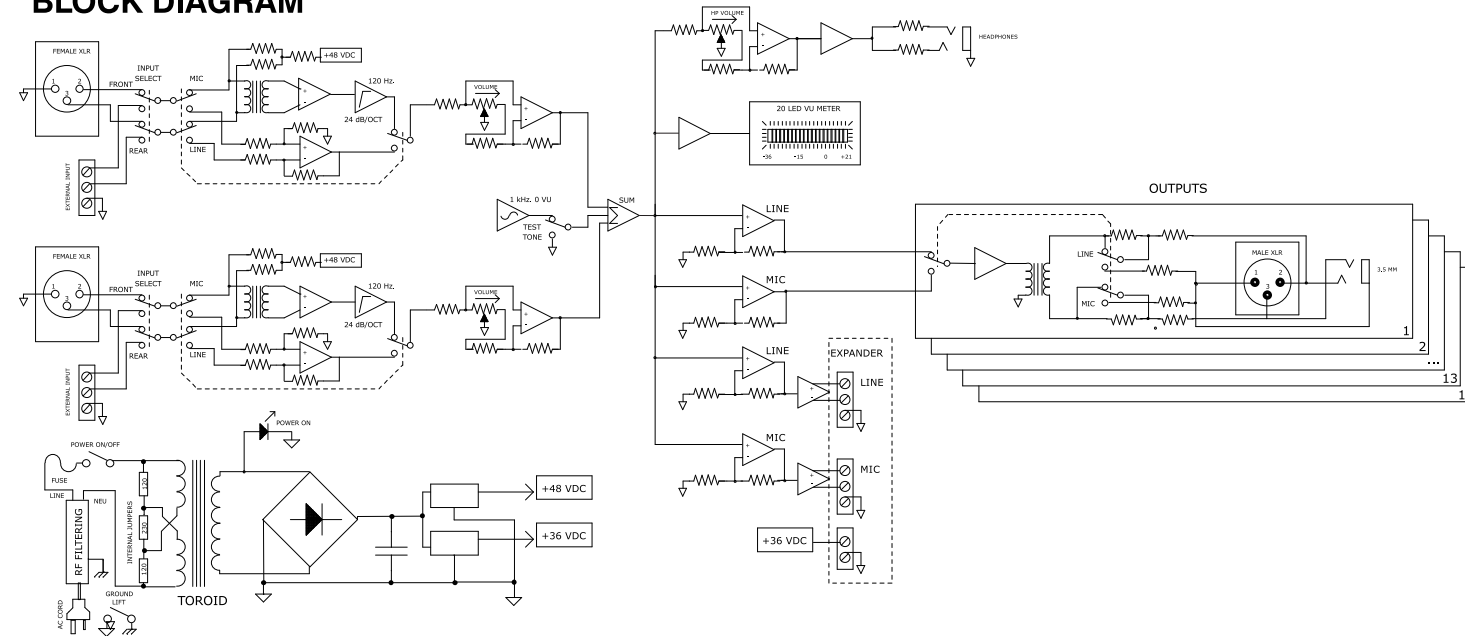 BLOCK DIAGRAM
FEMALE XLR
1 2
3
FRONT
INPUT
SELECT
MIC
REAR
LINE
EXTERNAL INPUT
+48 VDC
+
-
120 Hz.
24 dB/OCT
+
-
VOLUME
+
-
FEMALE XLR
1 2
3
FRONT
INPUT
SELECT
MIC
REAR
LINE
EXTERNAL INPUT
+48 VDC
+
-
120 Hz.
24 dB/OCT
+
-
VOLUME
+
-
1 kHz. 0 VU
TEST
TONE
SUM
HP VOLUME
+
-
HEADPHONES
20 LED VU METER
-36 -15 0 +21
LINE
+
-
MIC
+
-
LINE
+
-
+
-
MIC
+
-
+
-
EXPANDER
LINE
MIC
+36 VDC
OUTPUTS
LINE
MIC
MALE XLR
1 2
3
3,5 MM
1
2
...
13
1
POWER ON/OFF
FUSE
LINE
NEU
RF FILTERING
AC CORD
GROUND
LIFT
INTERNAL JUMPERS
120
230
120
TOROID
POWER ON
+48 VDC
+36 VDC